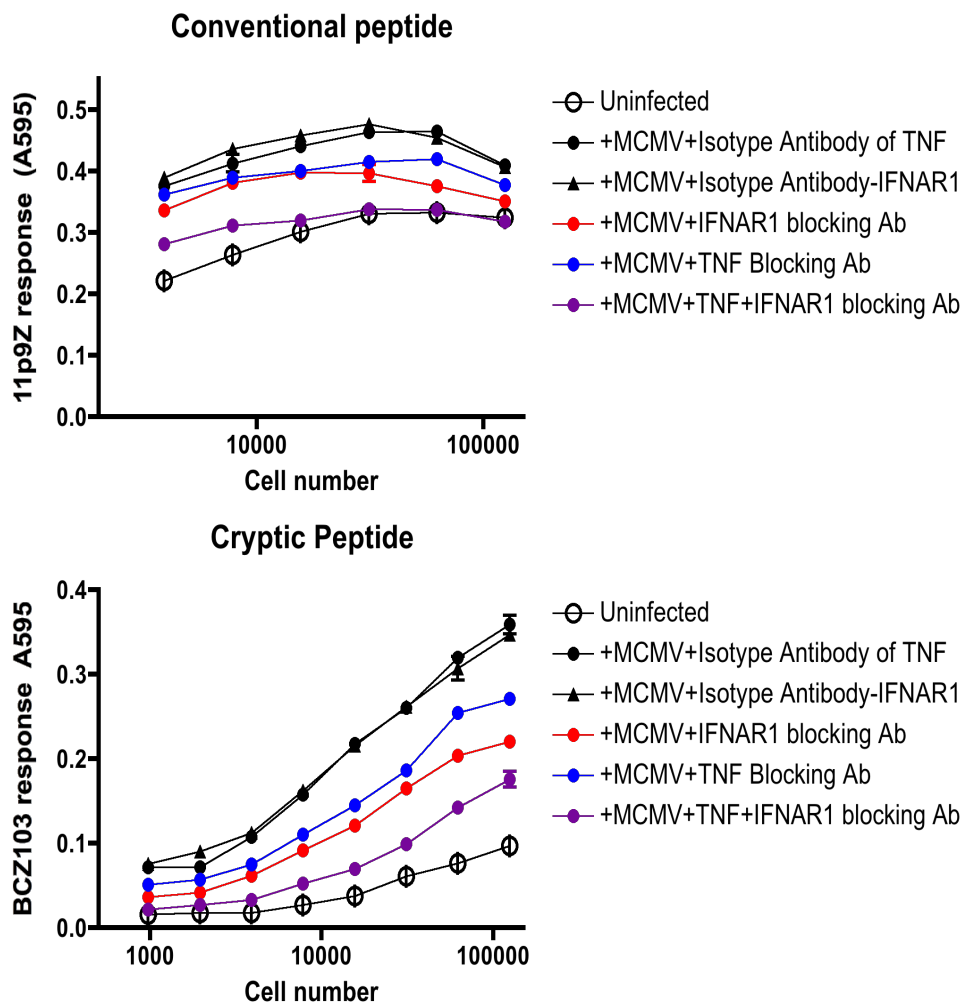 Conventional peptide
11p9Z response (A595)
0.5
0.4
0.3
0.2
0.1
0.0
10000
100000
Cell number
Uninfected
+MCMV+Isotype Antibody of TNF
+MCMV+Isotype Antibody-IFNAR1
+MCMV+IFNAR1 blocking Ab
+MCMV+TNF Blocking Ab
+MCMV+TNF+IFNAR1 blocking Ab
Cryptic Peptide
BCZ103 response A595
0.4
0.3
0.2
0.1
0.0
1000
10000
100000
Cell number
Uninfected
+MCMV+Isotype Antibody of TNF
+MCMV+Isotype Antibody-IFNAR1
+MCMV+IFNAR1 blocking Ab
+MCMV+TNF Blocking Ab
+MCMV+TNF+IFNAR1 blocking Ab